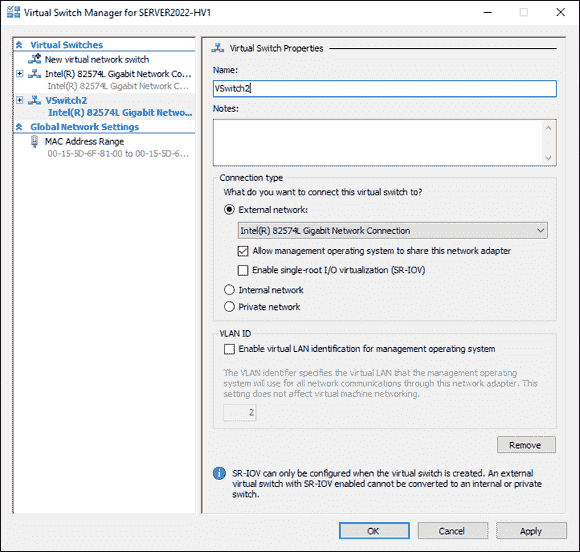 Virtual Switch Manager for SERVER2022-HV1
Virtual Switches
New virtual network switch
Intel(R) 82574L Gigabit Network Co...
Intel(R) 82574L Gigabit Network C...
VSwitch2
Intel(R) 82574L Gigabit Netwo...
Global Network Settings
MAC Address Range
00-15-5D-6F-81-00 to 00-15-5D-6...
Virtual Switch Properties
Name:
VSwitch2
Notes:
Connection type
What do you want to connect this virtual switch to?
External network:
Intel(R) 82574L Gigabit Network Connection
Allow management operating system to share this network adapter
Enable single-root I/O virtualization (SR-IOV)
Internal network
Private network
VLAN ID
Enable virtual LAN identification for management operating system
The VLAN identifier specifies the virtual LAN that the management operating
system will use for all network communications through this network adapter. This
setting does not affect virtual machine networking.
2
Remove
SR-IOV can only be configured when the virtual switch is created. An external
virtual switch with SR-IOV enabled cannot be converted to an internal or private
switch.
OK
Cancel
Apply